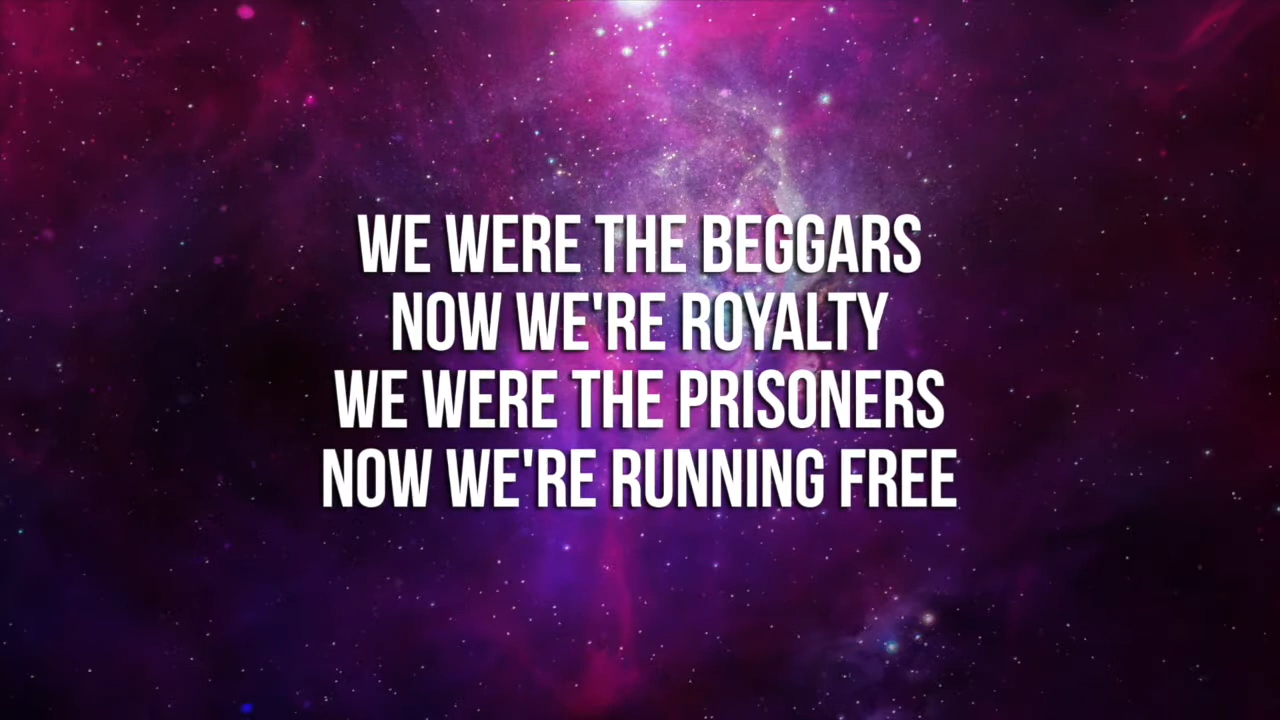 WE WERE THE BEGGARS
NOW WE'RE ROYALTY
WE WERE THE PRISONERS
NOW WE'RE RUNNING FREE